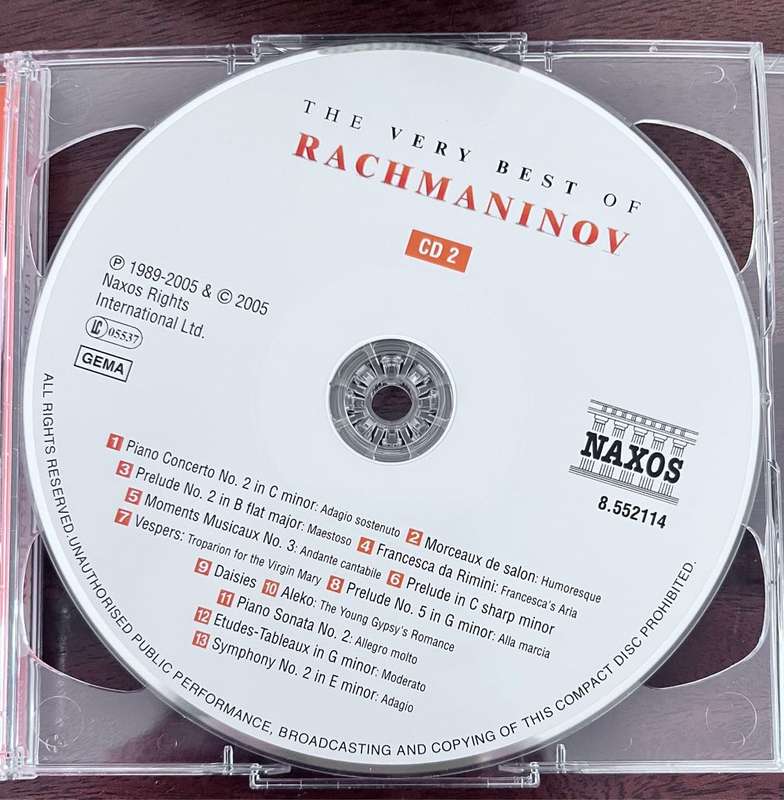 THE VERY BEST OF
RACHMANINOV
CD 2
℗ 1989-2005 & © 2005
Naxos Rights
International Ltd.
LC 05537
GEMA
NAXOS
8.552114
1 Piano Concerto No. 2 in C minor: Adagio sostenuto 2 Morceaux de salon: Humoresque
3 Prelude No. 2 in B flat major: Maestoso 4 Francesca da Rimini: Francesca's Aria
5 Moments Musicaux No. 3: Andante cantabile 6 Prelude in C sharp minor
7 Vespers: Troparion for the Virgin Mary 8 Prelude No. 5 in G minor: Alla marcia
9 Daisies 10 Aleko: The Young Gypsy's Romance
11 Piano Sonata No. 2: Allegro molto
12 Etudes-Tableaux in G minor: Moderato
13 Symphony No. 2 in E minor: Adagio
ALL RIGHTS RESERVED.UNAUTHORISED PUBLIC PERFORMANCE, BROADCASTING AND COPYING OF THIS COMPACT DISC PROHIBITED.